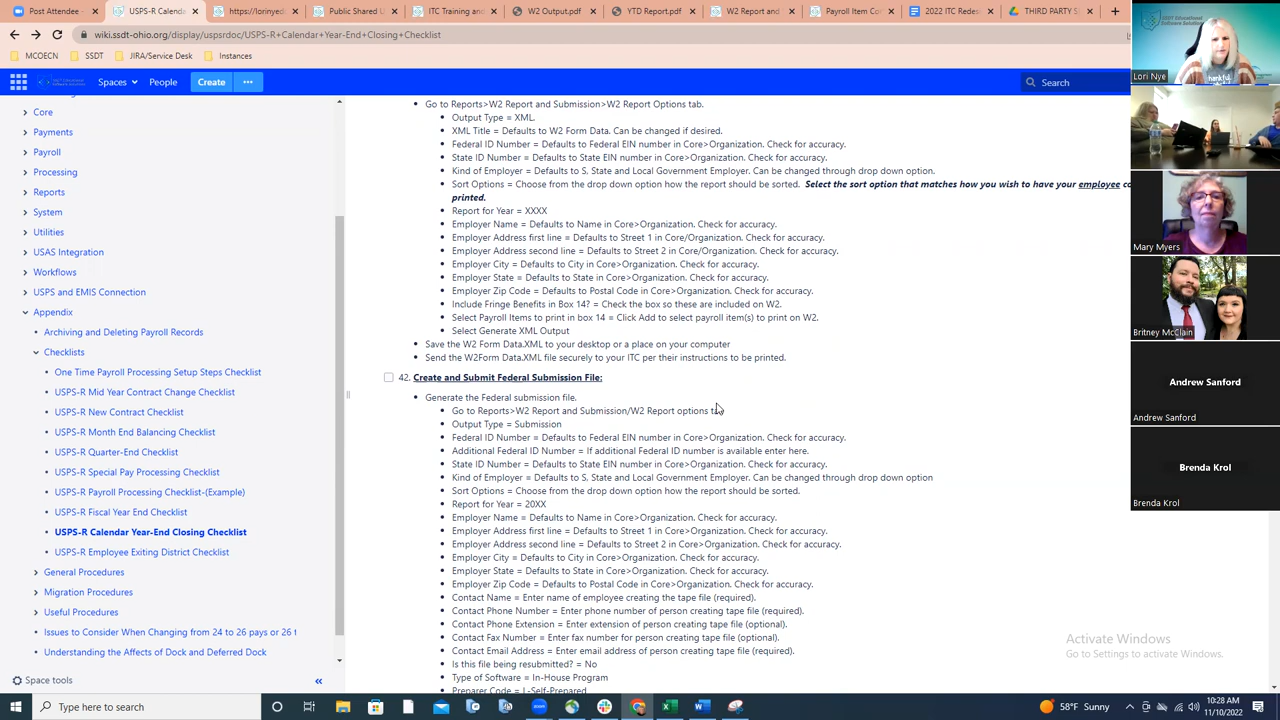 Post Attendee -
USPS-R Calendar
https://lorinyed
Public Shared U
ITC Training and
W2 Output.pdf
YTD Report.pdf
W2 Report and
Payroll Item Co
2022 ITC Redes
THIRD PARTY S
wiki.ssdt-ohio.org/display/uspsrdoc/USPS-R+Calendar+Year-End+Closing+Checklist
MCOECN
SSDT
JIRA/Service Desk
Instances
Spaces
People
Create
Search
Core
Payments
Payroll
Processing
Reports
System
Utilities
USAS Integration
Workflows
USPS and EMIS Connection
Appendix
Archiving and Deleting Payroll Records
Checklists
One Time Payroll Processing Setup Steps Checklist
USPS-R Mid Year Contract Change Checklist
USPS-R New Contract Checklist
USPS-R Month End Balancing Checklist
USPS-R Quarter-End Checklist
USPS-R Special Pay Processing Checklist
USPS-R Payroll Processing Checklist-(Example)
USPS-R Fiscal Year End Checklist
USPS-R Calendar Year-End Closing Checklist
USPS-R Employee Exiting District Checklist
General Procedures
Migration Procedures
Useful Procedures
Issues to Consider When Changing from 24 to 26 pays or 26 t
Understanding the Affects of Dock and Deferred Dock
Space tools
Go to Reports>W2 Report and Submission>W2 Report Options tab.
Output Type = XML.
XML Title = Defaults to W2 Form Data. Can be changed if desired.
Federal ID Number = Defaults to Federal EIN number in Core>Organization. Check for accuracy.
State ID Number = Defaults to State EIN number in Core>Organization. Check for accuracy.
Kind of Employer = Defaults to S, State and Local Government Employer. Can be changed through drop down option.
Sort Options = Choose from the drop down option how the report should be sorted. Select the sort option that matches how you wish to have your employee co
printed.
Report for Year = XXXX
Employer Name = Defaults to Name in Core>Organization. Check for accuracy.
Employer Address first line = Defaults to Street 1 in Core/Organization. Check for accuracy.
Employer Address second line = Defaults to Street 2 in Core/Organization. Check for accuracy.
Employer City = Defaults to City in Core>Organization. Check for accuracy.
Employer State = Defaults to State in Core>Organization. Check for accuracy.
Employer Zip Code = Defaults to Postal Code in Core>Organization. Check for accuracy.
Include Fringe Benefits in Box 14? = Check the box so these are included on W2.
Select Payroll Items to print in box 14 = Click Add to select payroll item(s) to print on W2.
Select Generate XML Output
Save the W2 Form Data.XML to your desktop or a place on your computer
Send the W2Form Data.XML file securely to your ITC per their instructions to be printed.
42. Create and Submit Federal Submission File:
Generate the Federal submission file.
Go to Reports>W2 Report and Submission/W2 Report options
Output Type = Submission
Federal ID Number = Defaults to Federal EIN number in Core>Organization. Check for accuracy.
Additional Federal ID Number = If additional Federal ID number is available enter here.
State ID Number = Defaults to State EIN number in Core>Organization. Check for accuracy.
Kind of Employer = Defaults to S, State and Local Government Employer. Can be changed through drop down option
Sort Options = Choose from the drop down option how the report should be sorted.
Report for Year = 20XX
Employer Name = Defaults to Name in Core>Organization. Check for accuracy.
Employer Address first line = Defaults to Street 1 in Core>Organization. Check for accuracy.
Employer Address second line = Defaults to Street 2 in Core>Organization. Check for accuracy.
Employer City = Defaults to City in Core>Organization. Check for accuracy.
Employer State = Defaults to State in Core>Organization. Check for accuracy.
Employer Zip Code = Defaults to Postal Code in Core>Organization. Check for accuracy.
Contact Name = Enter name of employee creating the tape file (required).
Contact Phone Number = Enter phone number of person creating tape file (required).
Contact Phone Extension = Enter extension of person creating tape file (optional).
Contact Fax Number = Enter fax number for person creating tape file (optional).
Contact Email Address = Enter email address of person creating tape file (required).
Is this file being resubmitted? = No
Type of Software = In-House Program
Preparer Code = L-Self-Prepared
Lori Nye
Mary Myers
Britney McClain
Andrew Sanford
Andrew Sanford
Brenda Krol
Brenda Krol
Activate Windows
Go to Settings to activate Windows.
Type here to search
58°F Sunny
10:28 AM
11/10/2022